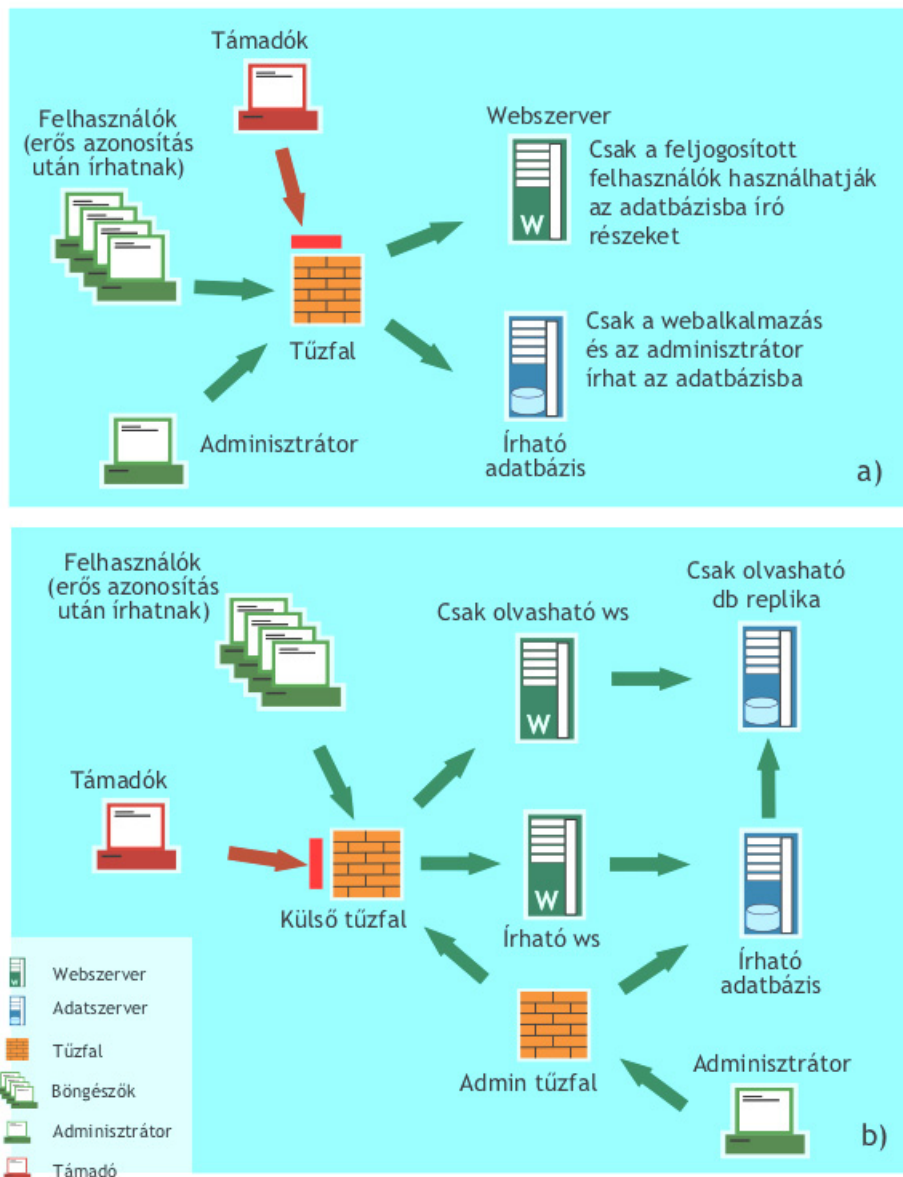 Támadók
Felhasználók
(erős azonosítás
után írhatnak)
Webszerver
Csak a feljogosított
felhasználók használhatják
az adatbázisba író
részeket
W
Tűzfal
Csak a webalkalmazás
és az adminisztrátor
írhat az adatbázisba
Adminisztrátor
Írható
adatbázis
a)
Felhasználók
(erős azonosítás
után írhatnak)
Csak olvasható ws
Csak olvasható
db replika
W
Támadók
W
Külső tűzfal
Írható ws
Írható
adatbázis
Admin tűzfal
Adminisztrátor
b)
W
Webszerver
Adatszerver
Tűzfal
Böngészők
Adminisztrátor
Támadó